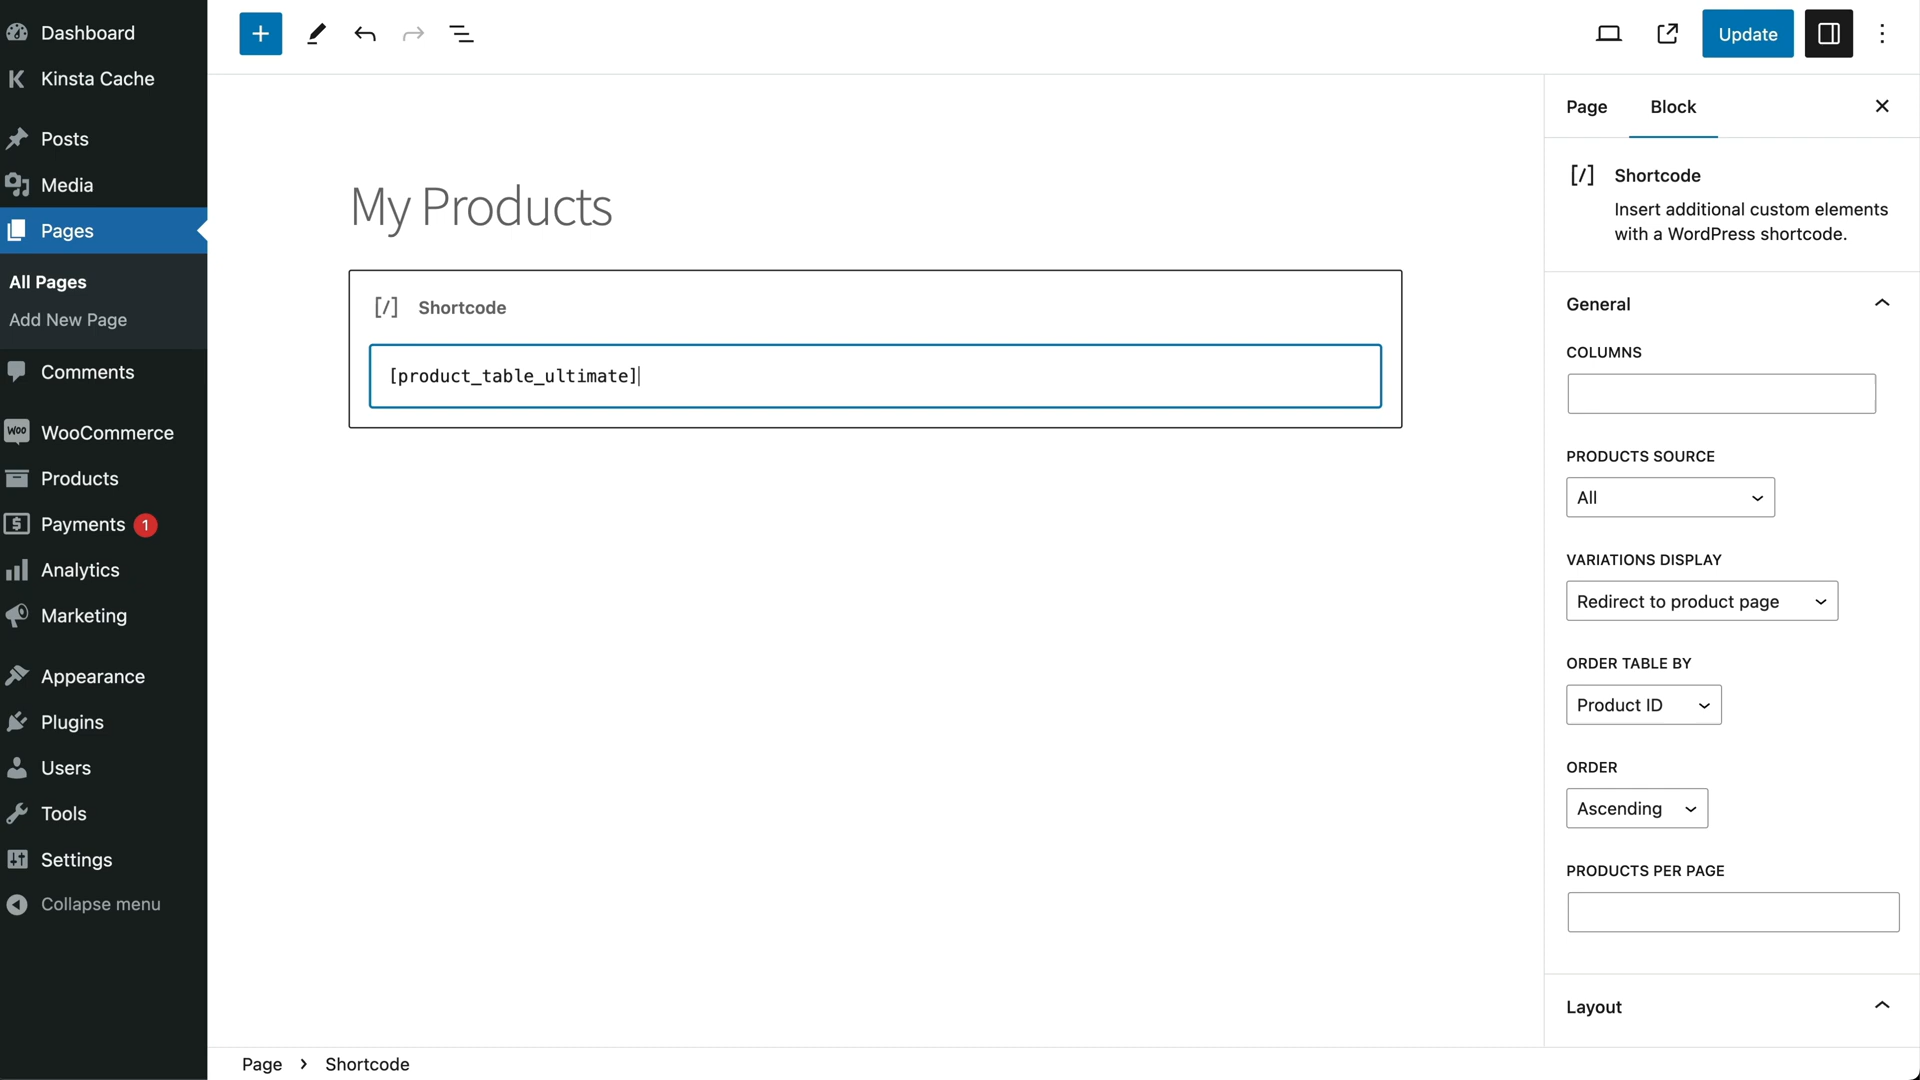 Dashboard
Kinsta Cache
Posts
Media
Pages
All Pages
Add New Page
Comments
Woo WooCommerce
Products
Payments 1
Analytics
Marketing
Appearance
Plugins
Users
Tools
Settings
Collapse menu
Update
My Products
[/] Shortcode
[product_table_ultimate]
Page > Shortcode
Page Block
[/] Shortcode
Insert additional custom elements
with a WordPress shortcode.
General
COLUMNS
PRODUCTS SOURCE
All
VARIATIONS DISPLAY
Redirect to product page
ORDER TABLE BY
Product ID
ORDER
Ascending
PRODUCTS PER PAGE
Layout